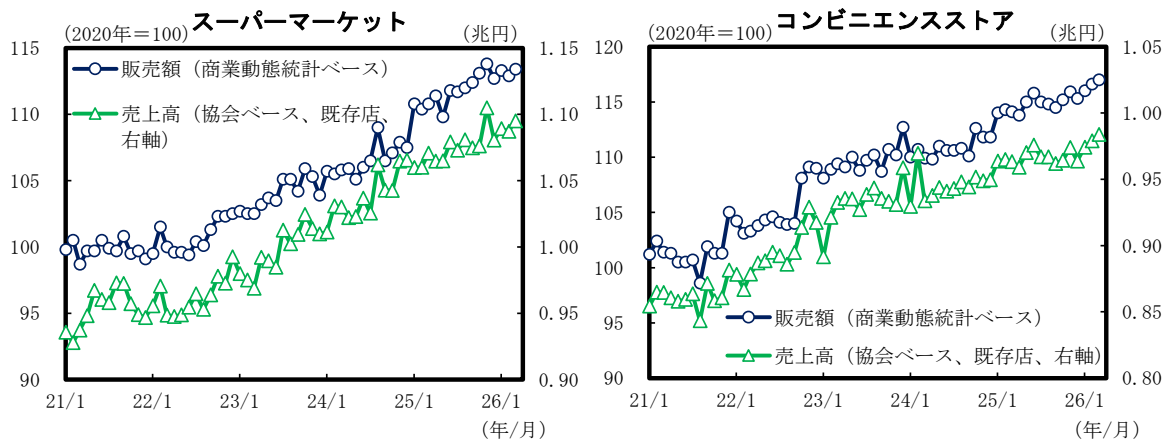 スーパーマーケット
(2020年＝100)
（兆円）
115
110
105
100
95
90
1.15
1.10
1.05
1.00
0.95
0.90
販売額（商業動態統計ベース）
売上高（協会ベース、既存店、
右軸）
21/1
22/1
23/1
24/1
25/1
26/1
（年/月）
コンビニエンスストア
(2020年＝100)
（兆円）
120
115
110
105
100
95
90
1.05
1.00
0.95
0.90
0.85
0.80
販売額（商業動態統計ベース）
売上高（協会ベース、既存店、右軸）
21/1
22/1
23/1
24/1
25/1
26/1
（年/月）